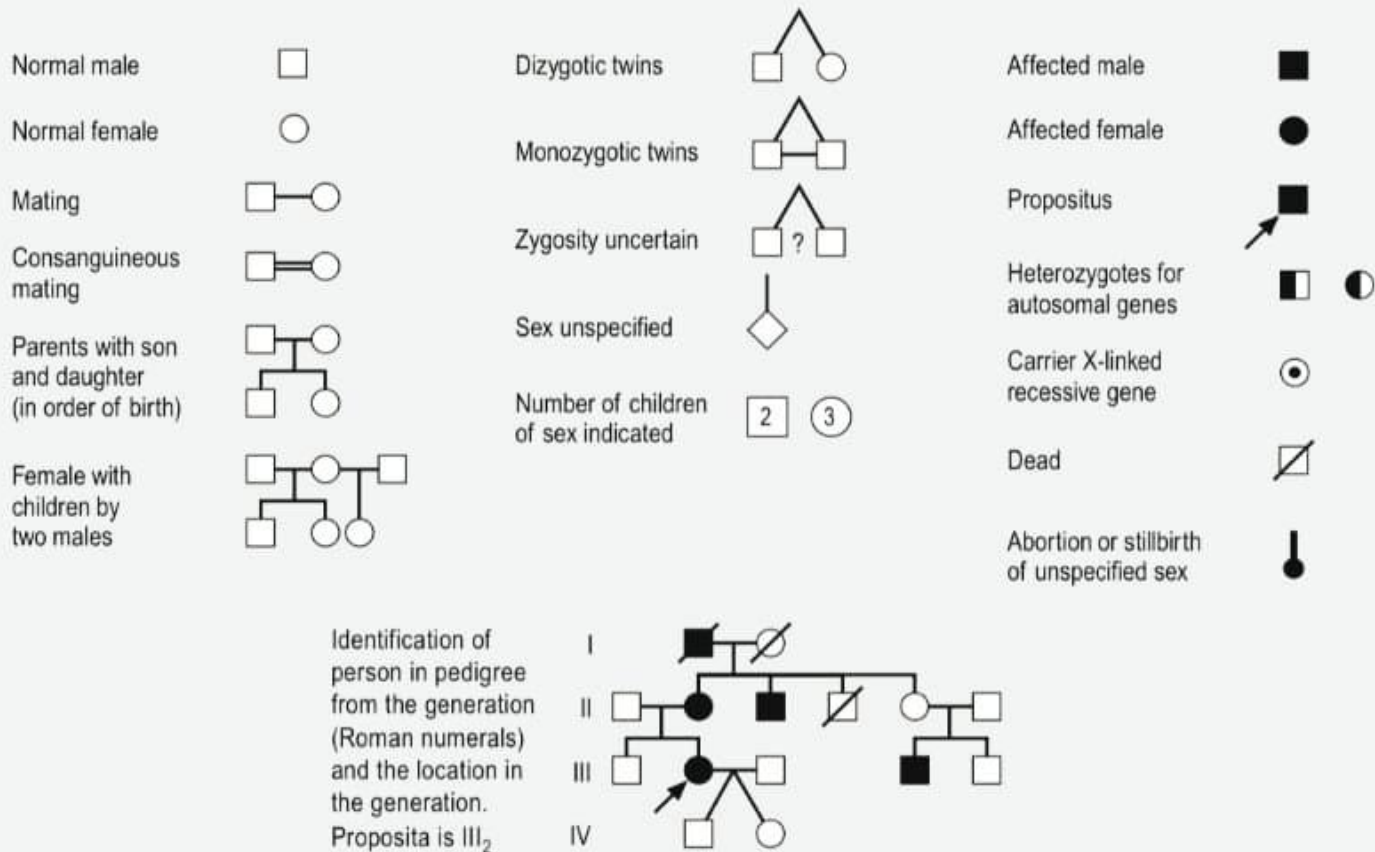 Normal male
Normal female
Mating
Consanguineous
mating
Parents with son
and daughter
(in order of birth)
Female with
children by
two males
Dizygotic twins
Monozygotic twins
Zygosity uncertain
?
Sex unspecified
Number of children
of sex indicated
2 3
Affected male
Affected female
Propositus
Heterozygotes for
autosomal genes
Carrier X-linked
recessive gene
Dead
Abortion or stillbirth
of unspecified sex
Identification of
person in pedigree
from the generation
(Roman numerals)
and the location in
the generation.
Proposita is III₂
I
II
III
IV